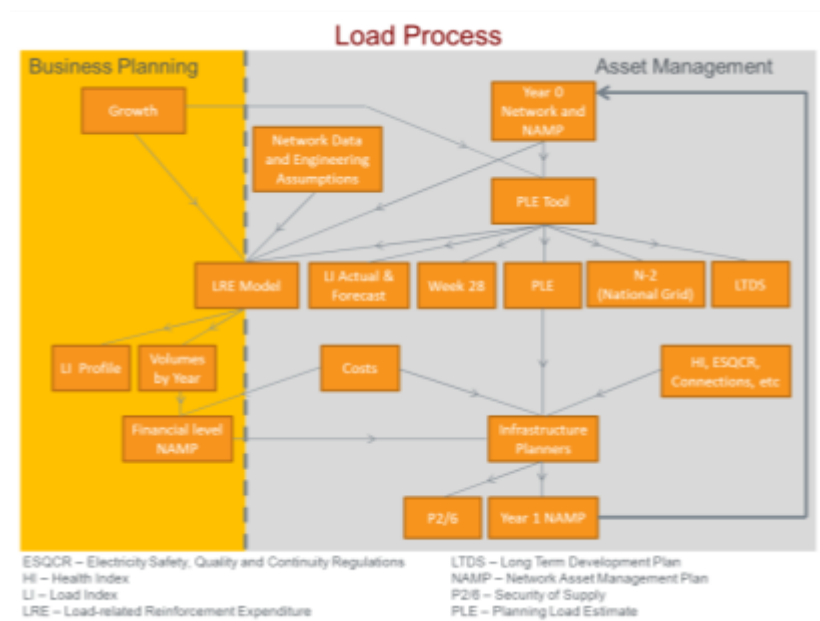 Load Process
Business Planning
Asset Management
Growth
Year 0
Network and
NAMP
Network Data
and Engineering
Assumptions
PLE Tool
LRE Model
LI Actual &
Forecast
Week 28
PLE
N-2
(National Grid)
LTDS
LI Profile
Volumes
by Year
Costs
HI, ESQCR,
Connections, etc
Financial level
NAMP
Infrastructure
Planners
P2/6
Year 1 NAMP
ESQCR – Electricity Safety, Quality and Continuity Regulations
HI – Health Index
LI – Load Index
LRE – Load-related Reinforcement Expenditure
LTDS – Long Term Development Plan
NAMP – Network Asset Management Plan
P2/6 – Security of Supply
PLE – Planning Load Estimate